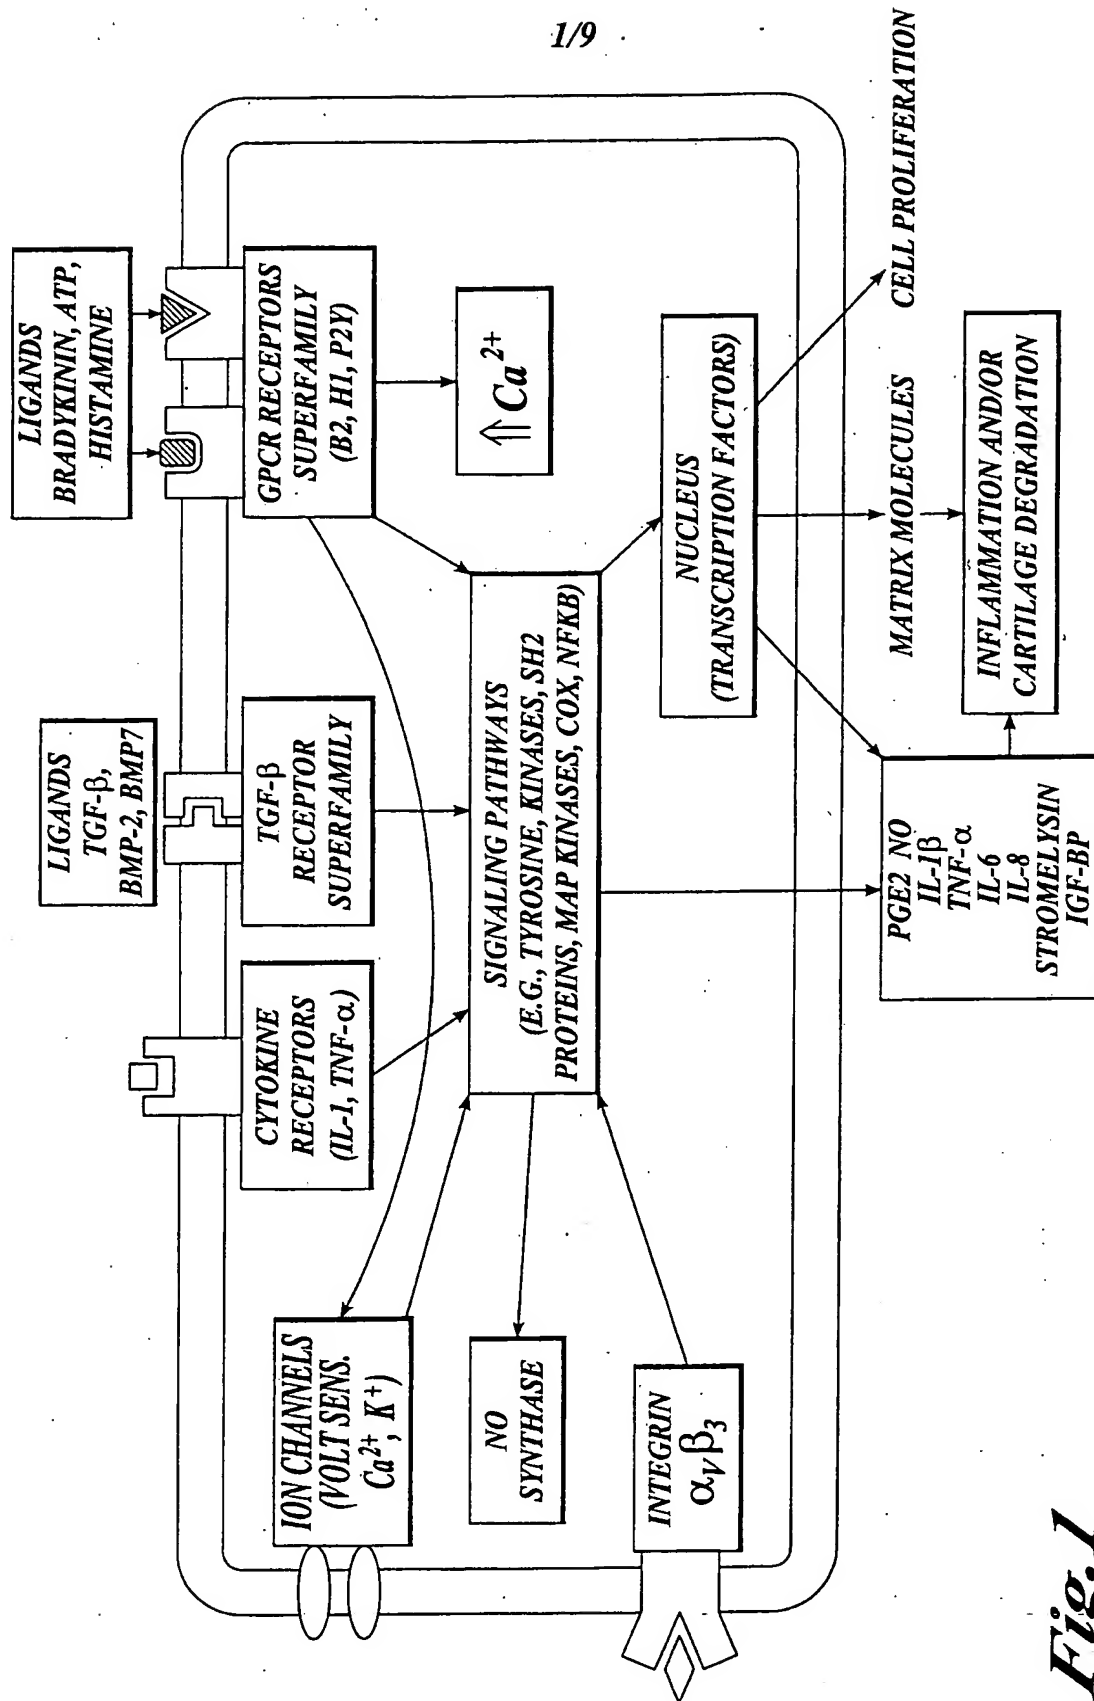 1/9
LIGANDS
BRADYKININ, ATP,
HISTAMINE
LIGANDS
TGF-β,
BMP-2, BMP7
GPCR RECEPTORS
SUPERFAMILY
(B2, H1, P2Y)
TGF-β
RECEPTOR
SUPERFAMILY
CYTOKINE
RECEPTORS
(IL-1, TNF-α)
ION CHANNELS
(VOLT SENS.
Ca²⁺, K⁺)
⇑ Ca²⁺
SIGNALING PATHWAYS
(E.G., TYROSINE, KINASES, SH2
PROTEINS, MAP KINASES, COX, NFKB)
NO
SYNTHASE
NUCLEUS
(TRANSCRIPTION FACTORS)
INTEGRIN
αVβ3
CELL PROLIFERATION
MATRIX MOLECULES
PGE2 NO
IL-1β
TNF-α
IL-6
IL-8
STROMELYSIN
IGF-BP
INFLAMMATION AND/OR
CARTILAGE DEGRADATION
Fig.1